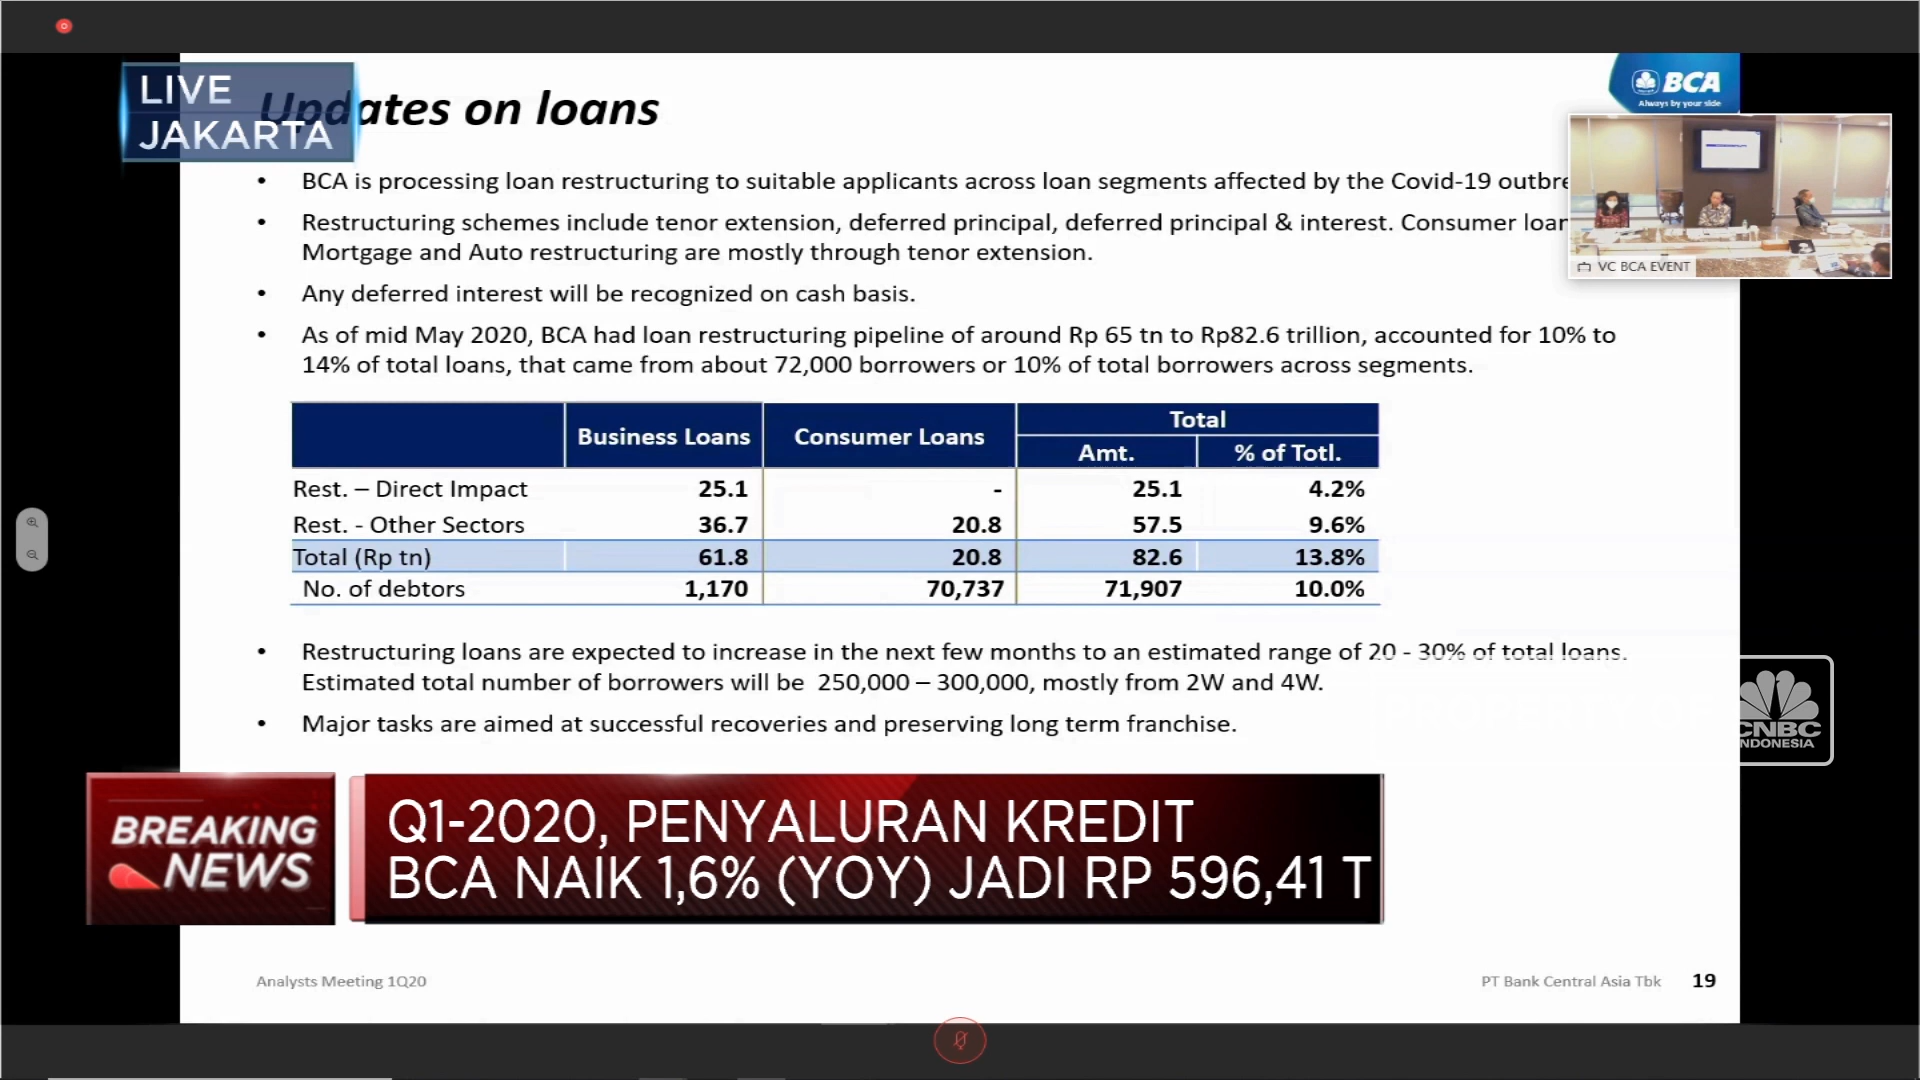 LIVE
JAKARTA
Updates on loans
BCA
Always by your side
VC BCA EVENT
• BCA is processing loan restructuring to suitable applicants across loan segments affected by the Covid-19 outbre
• Restructuring schemes include tenor extension, deferred principal, deferred principal & interest. Consumer loan
Mortgage and Auto restructuring are mostly through tenor extension.
• Any deferred interest will be recognized on cash basis.
• As of mid May 2020, BCA had loan restructuring pipeline of around Rp 65 tn to Rp82.6 trillion, accounted for 10% to
14% of total loans, that came from about 72,000 borrowers or 10% of total borrowers across segments.
Business Loans Consumer Loans Total
Amt. % of Totl.
Rest. – Direct Impact 25.1 - 25.1 4.2%
Rest. - Other Sectors 36.7 20.8 57.5 9.6%
Total (Rp tn) 61.8 20.8 82.6 13.8%
No. of debtors 1,170 70,737 71,907 10.0%
• Restructuring loans are expected to increase in the next few months to an estimated range of 20 - 30% of total loans.
Estimated total number of borrowers will be 250,000 – 300,000, mostly from 2W and 4W.
• Major tasks are aimed at successful recoveries and preserving long term franchise.
CNBC
INDONESIA
BREAKING
NEWS
Q1-2020, PENYALURAN KREDIT
BCA NAIK 1,6% (YOY) JADI RP 596,41 T
Analysts Meeting 1Q20
PT Bank Central Asia Tbk 19